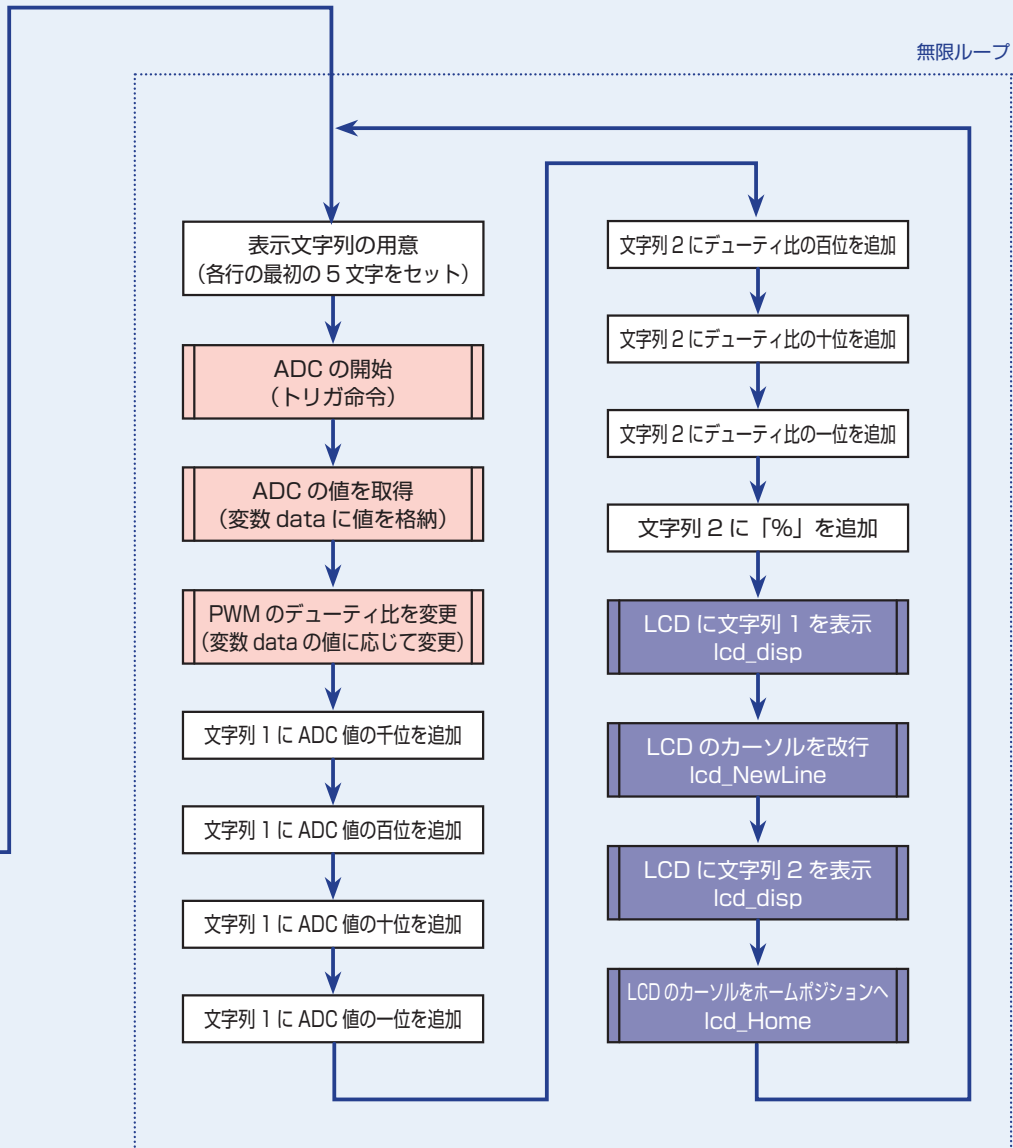 無限ループ
表示文字列の用意
（各行の最初の5文字をセット）
ADC の開始
（トリガ命令）
ADC の値を取得
（変数 data に値を格納）
PWM のデューティ比を変更
（変数 data の値に応じて変更）
文字列 1 に ADC 値の千位を追加
文字列 1 に ADC 値の百位を追加
文字列 1 に ADC 値の十位を追加
文字列 1 に ADC 値の一位を追加
文字列 2 にデューティ比の百位を追加
文字列 2 にデューティ比の十位を追加
文字列 2 にデューティ比の一位を追加
文字列 2 に「%」を追加
LCD に文字列 1 を表示
lcd_disp
LCD のカーソルを改行
lcd_NewLine
LCD に文字列 2 を表示
lcd_disp
LCD のカーソルをホームポジションへ
lcd_Home